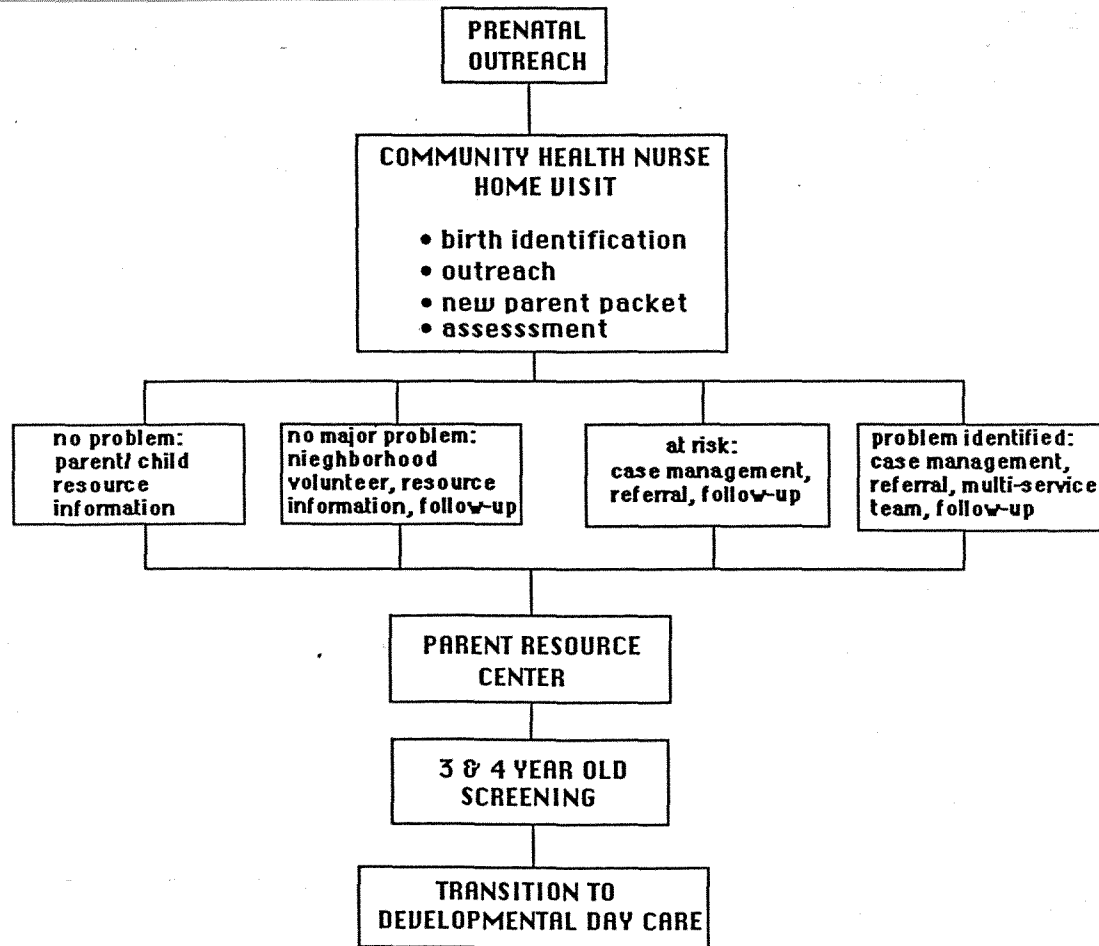 PRENATAL
OUTREACH
COMMUNITY HEALTH NURSE
HOME VISIT
• birth identification
• outreach
• new parent packet
• assesssment
no problem:
parent/ child
resource
information
no major problem:
nieghborhood
volunteer, resource
information, follow-up
at risk:
case management,
referral, follow-up
problem identified:
case management,
referral, multi-service
team, follow-up
PARENT RESOURCE
CENTER
3 & 4 YEAR OLD
SCREENING
TRANSITION TO
DEVELOPMENTAL DAY CARE